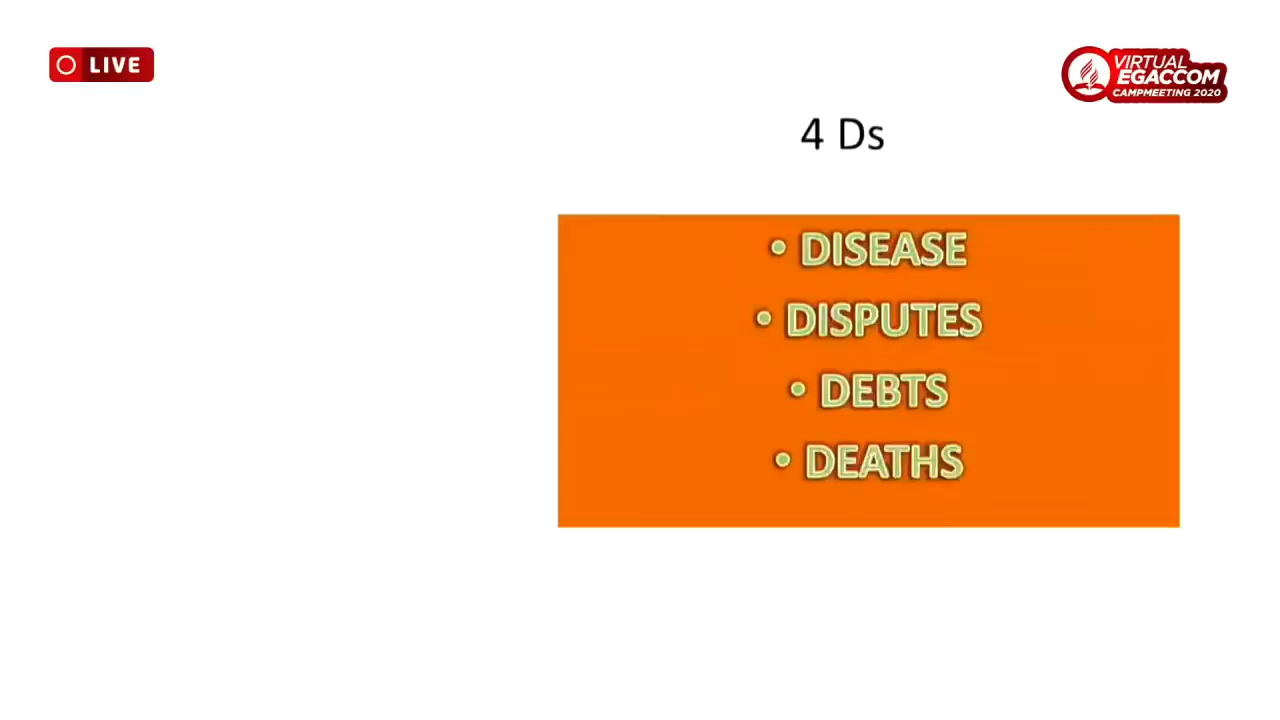 LIVE
VIRTUAL
EGACCOM
CAMPMEETING 2020
4 Ds
• DISEASE
• DISPUTES
• DEBTS
• DEATHS